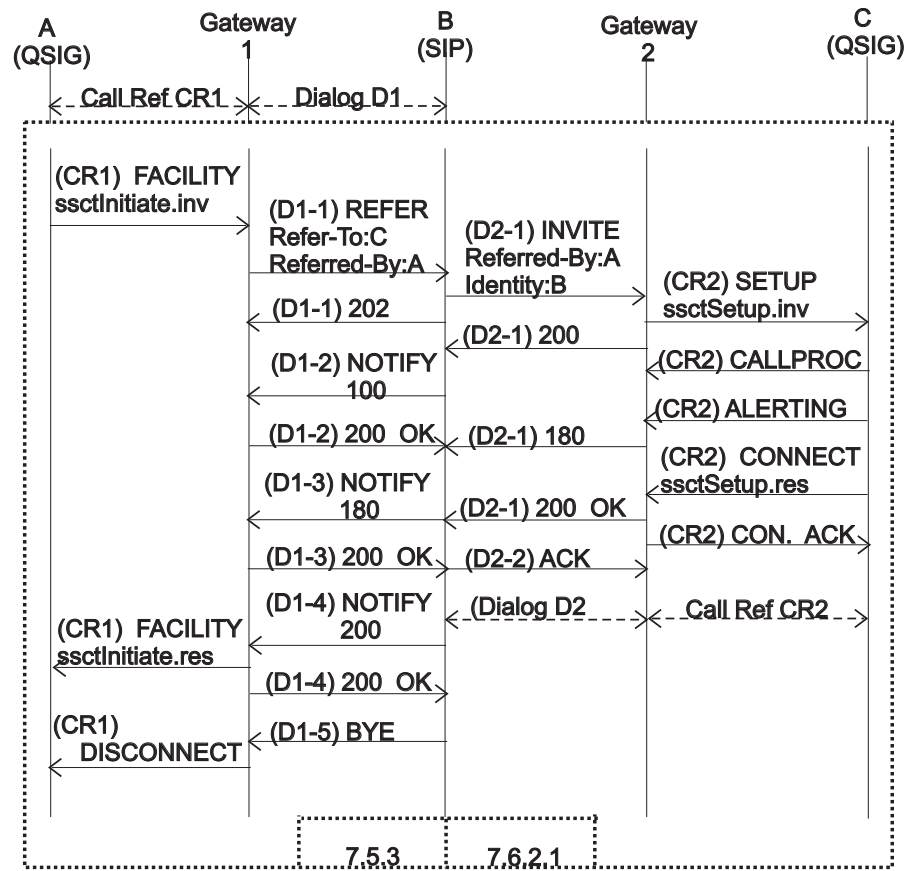 A
(QSIG)
Gateway
1
B
(SIP)
Gateway
2
C
(QSIG)
Call Ref CR1
Dialog D1
(CR1) FACILITY
ssctInitiate.inv
(D1-1) REFER
Refer-To:C
Referred-By:A
(D2-1) INVITE
Referred-By:A
Identity:B
(CR2) SETUP
ssctSetup.inv
(D1-1) 202
(D2-1) 200
(D1-2) NOTIFY
100
(CR2) CALLPROC
(CR2) ALERTING
(D1-2) 200 OK
(D2-1) 180
(CR2) CONNECT
ssctSetup.res
(D1-3) NOTIFY
180
(D2-1) 200 OK
(CR2) CON. ACK
(D1-3) 200 OK
(D2-2) ACK
(D1-4) NOTIFY
200
(Dialog D2
Call Ref CR2
(CR1) FACILITY
ssctInitiate.res
(D1-4) 200 OK
(CR1)
DISCONNECT
(D1-5) BYE
7.5.3
7.6.2.1